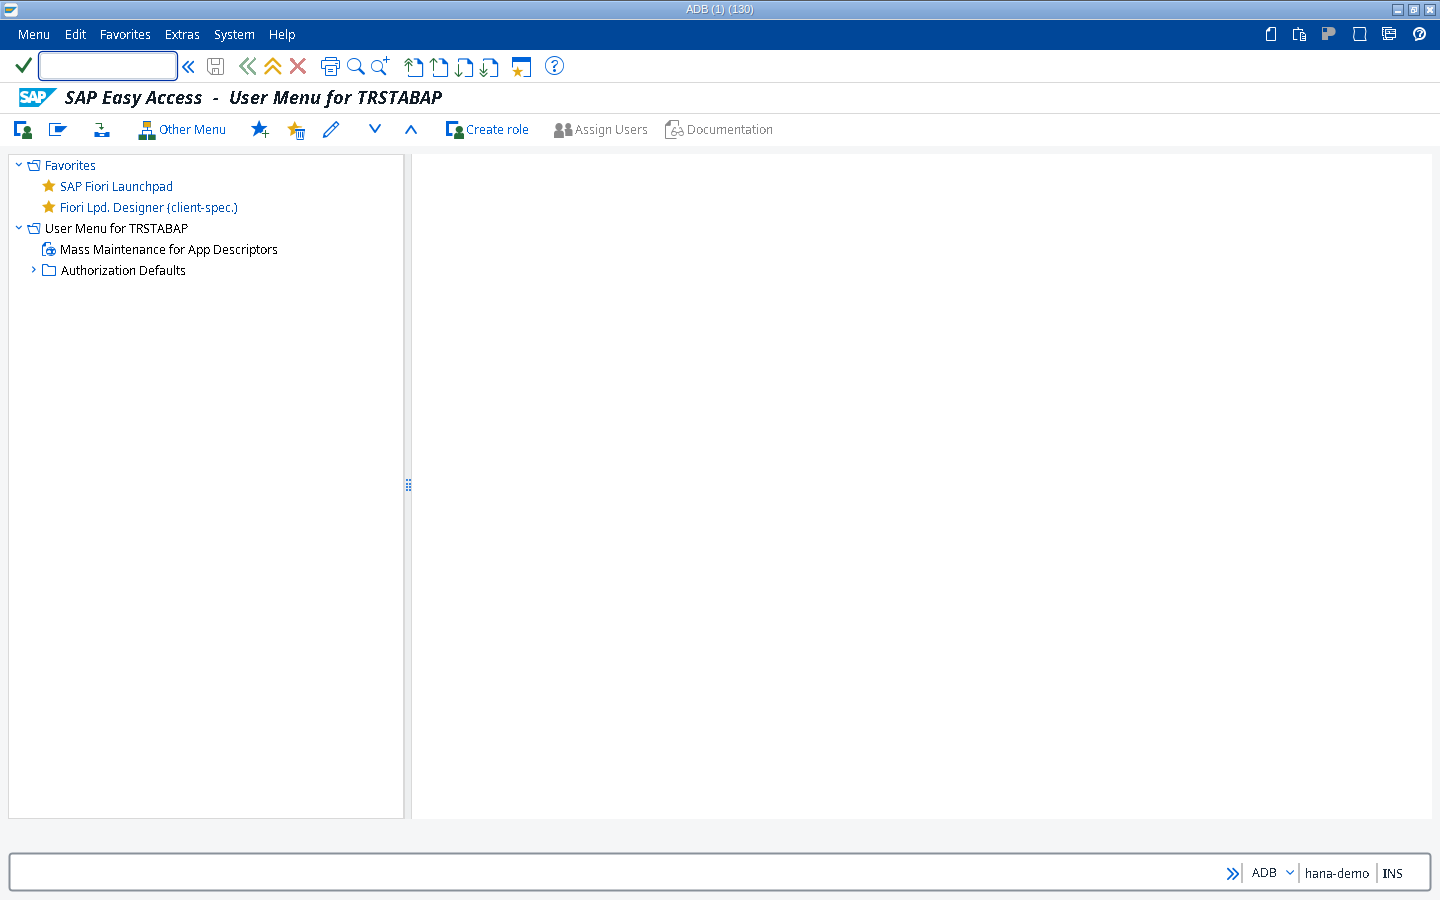 ADB (1) (130)
Menu Edit Favorites Extras System Help
SAP SAP Easy Access - User Menu for TRSTABAP
Other Menu Create role Assign Users Documentation
Favorites
SAP Fiori Launchpad
Fiori Lpd. Designer (client-spec.)
User Menu for TRSTABAP
Mass Maintenance for App Descriptors
Authorization Defaults
ADB hana-demo INS